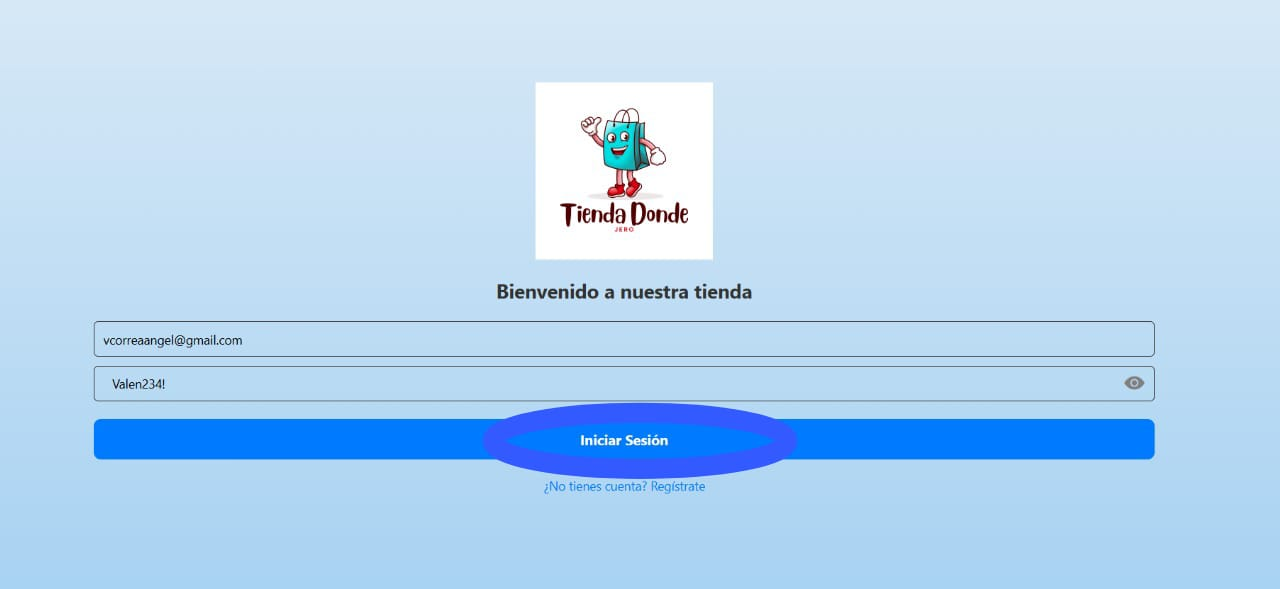 Tienda Donde
JERO
Bienvenido a nuestra tienda
vcorreaangel@gmail.com
Valen234!
Iniciar Sesión
¿No tienes cuenta? Regístrate